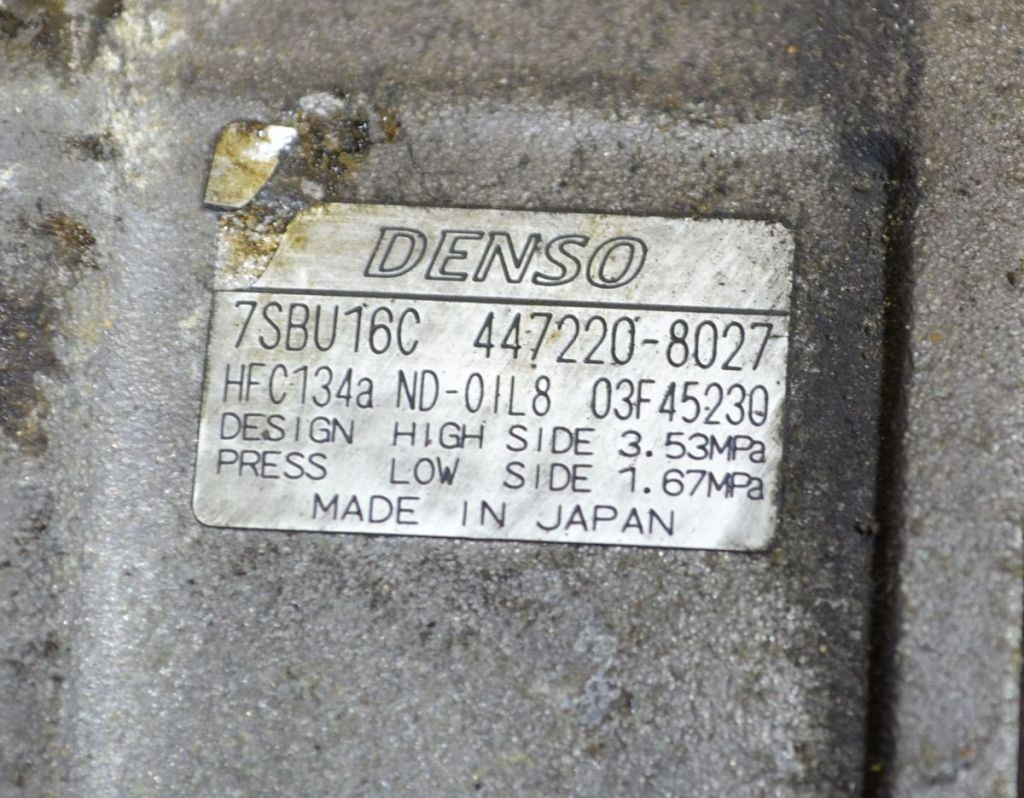 DENSO
7SBU16C 447220-8027
HFC134a ND-OIL8 03F45230
DESIGN HIGH SIDE 3.53MPa
PRESS LOW SIDE 1.67MPa
MADE IN JAPAN